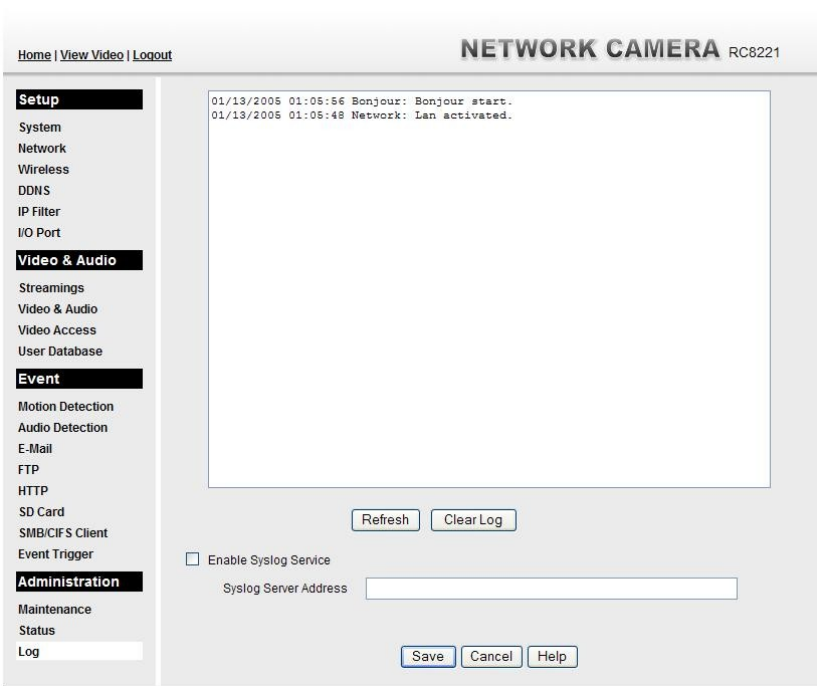 Home | View Video | Logout
NETWORK CAMERA RC8221
Setup
System
Network
Wireless
DDNS
IP Filter
I/O Port
Video & Audio
Streamings
Video & Audio
Video Access
User Database
Event
Motion Detection
Audio Detection
E-Mail
FTP
HTTP
SD Card
SMB/CIFS Client
Event Trigger
Administration
Maintenance
Status
Log
01/13/2005 01:05:56 Bonjour: Bonjour start.
01/13/2005 01:05:48 Network: Lan activated.
Refresh Clear Log
Enable Syslog Service
Syslog Server Address
Save Cancel Help